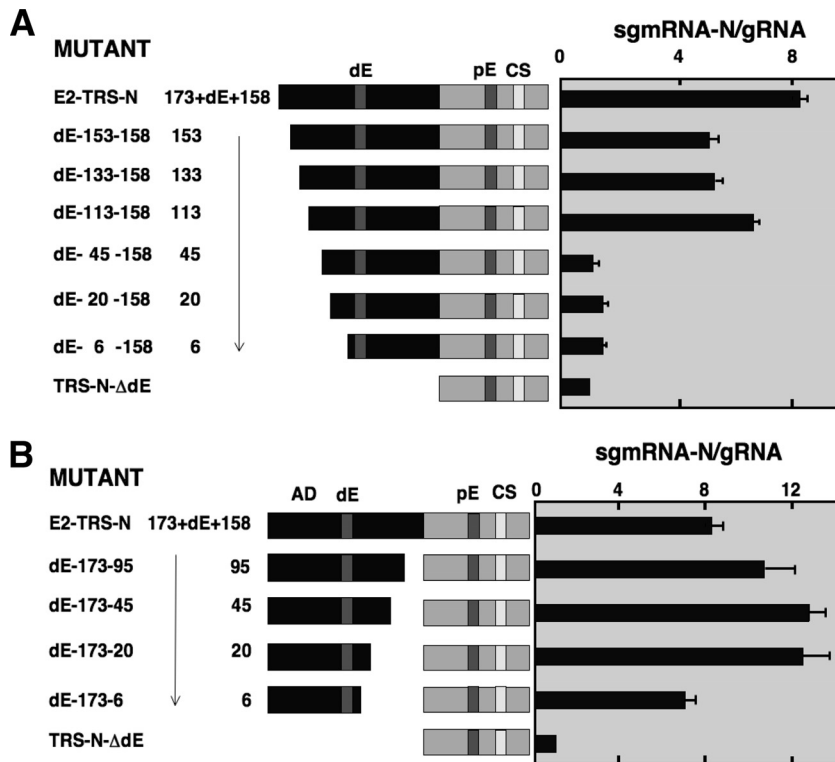 A
MUTANT
sgmRNA-N/gRNA
dE pE CS 0 4 8
E2-TRS-N 173+dE+158
dE-153-158 153
dE-133-158 133
dE-113-158 113
dE- 45 -158 45
dE- 20 -158 20
dE- 6 -158 6
TRS-N-ΔdE
B
MUTANT
sgmRNA-N/gRNA
AD dE pE CS 0 4 8 12
E2-TRS-N 173+dE+158
dE-173-95 95
dE-173-45 45
dE-173-20 20
dE-173-6 6
TRS-N-ΔdE